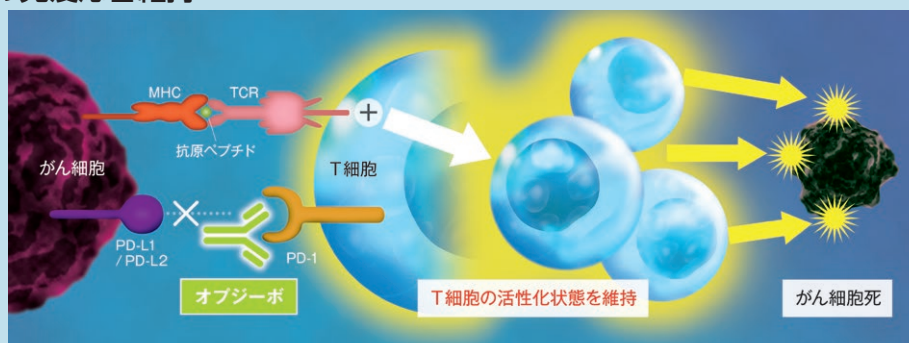 MHC
TCR
+
抗原ペプチド
がん細胞
T細胞
PD-L1
/ PD-L2
PD-1
オプジーボ
T細胞の活性化状態を維持
がん細胞死